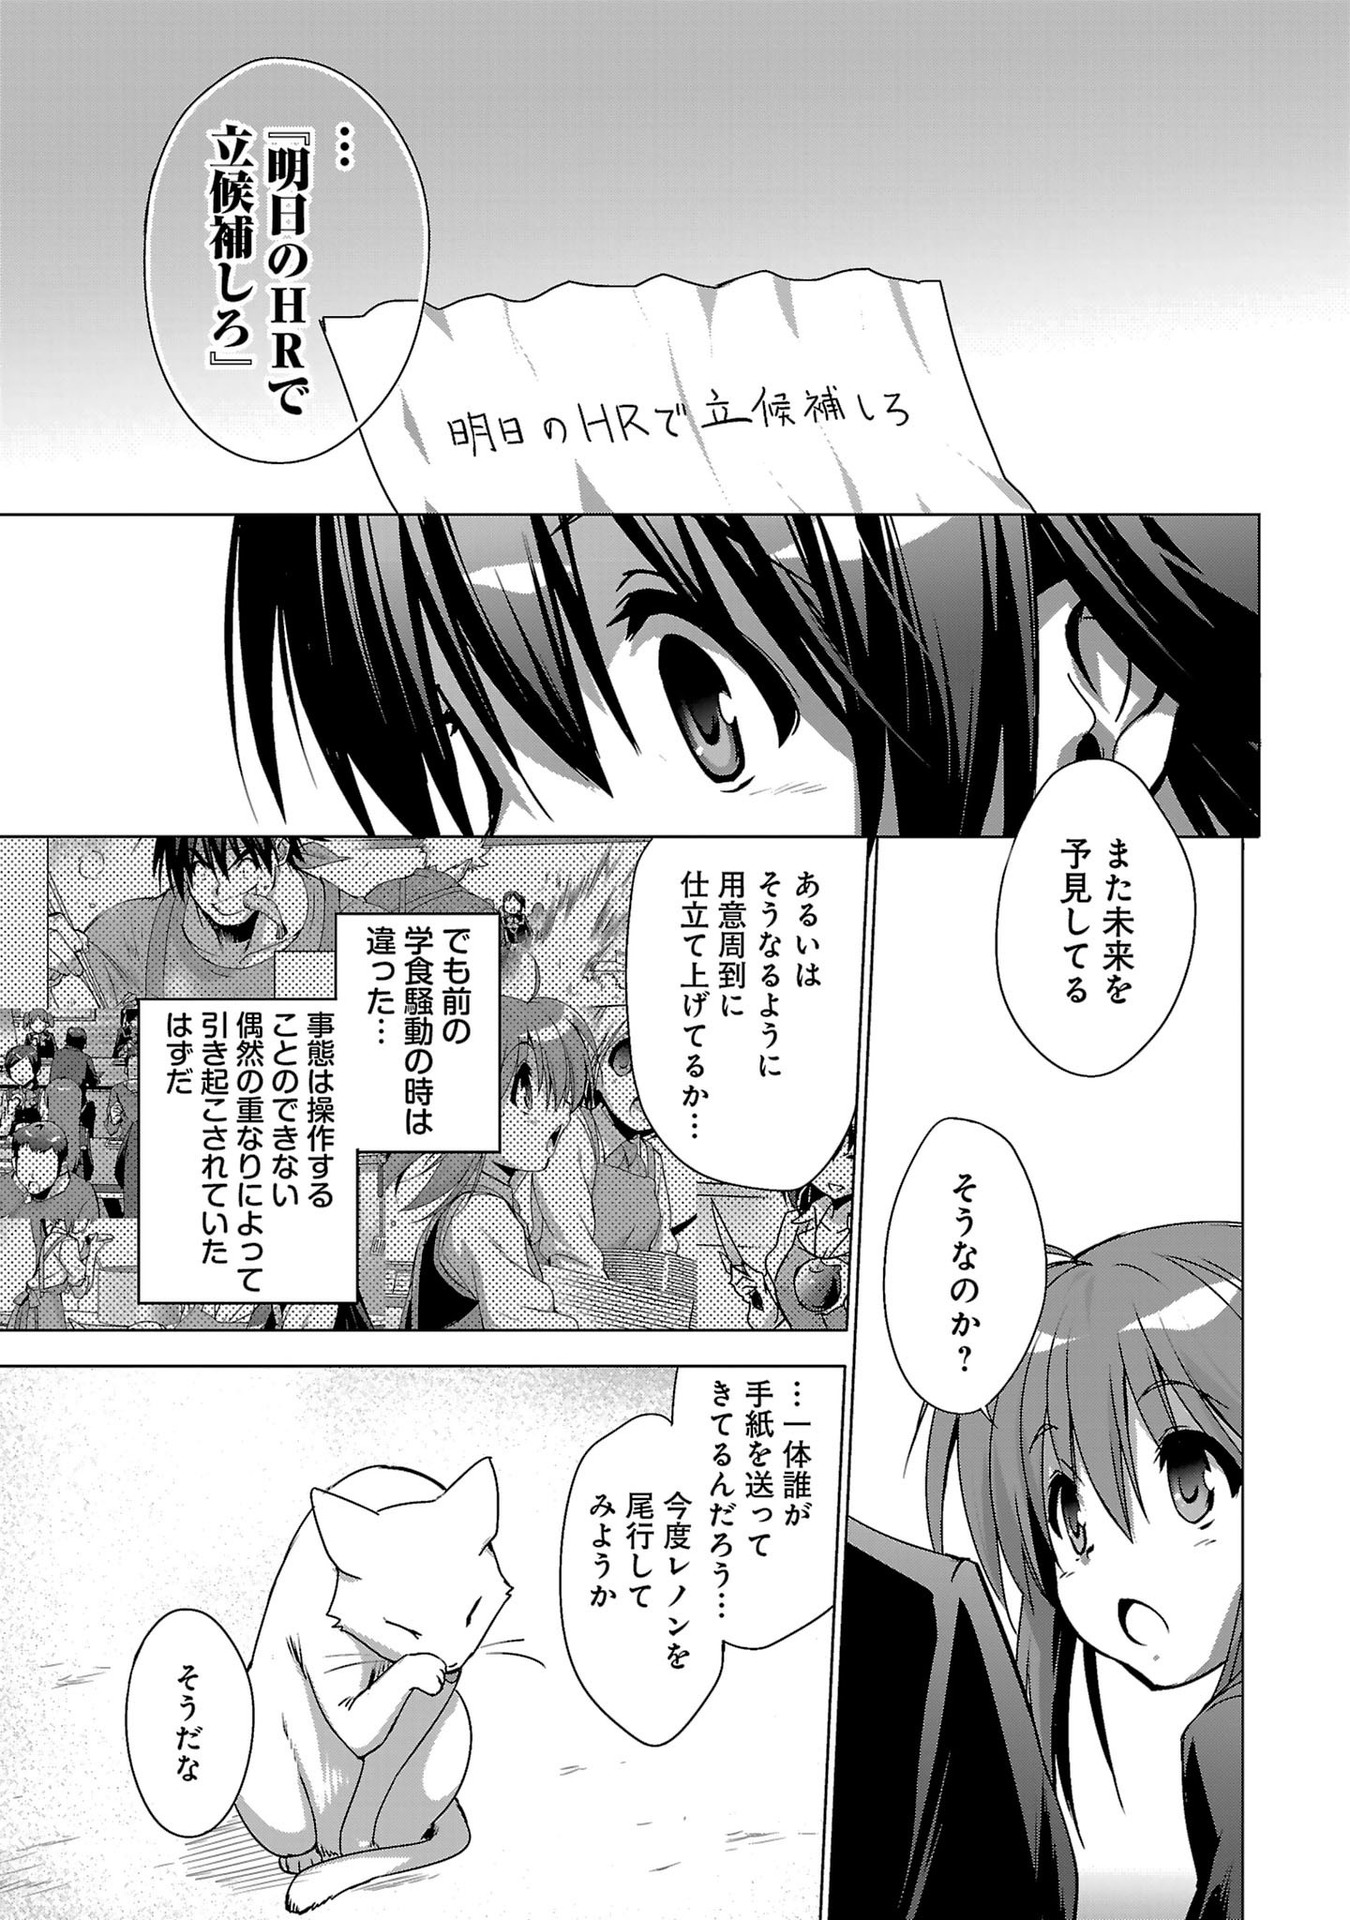 …
『明日のHRで
立候補しろ』
明日のHRで立候補しろ
また未来を
予見してる
あるいは
そうなるように
用意周到に
仕立て上げてるか…
でも前の
学食騒動の時は
違った…
事態は操作する
ことのできない
偶然の重なりによって
引き起こされていた
はずだ
そうなのか?
…一体誰が
手紙を送って
きてるんだろう…
今度レノンを
尾行して
みようか
そうだな